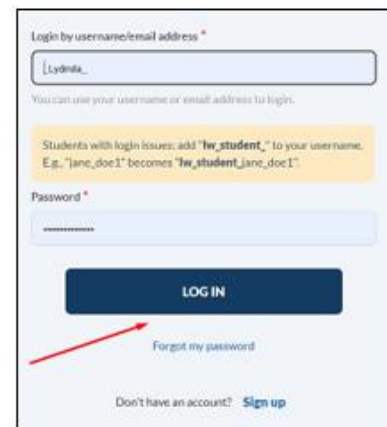 Login by username/email address *
[Lydmila_
You can use your username or email address to login.
Students with login issues: add "lw_student_" to your username.
E.g., "jane_doe1" becomes "lw_student_jane_doe1".
Password *
LOG IN
Forgot my password
Don't have an account? Sign up